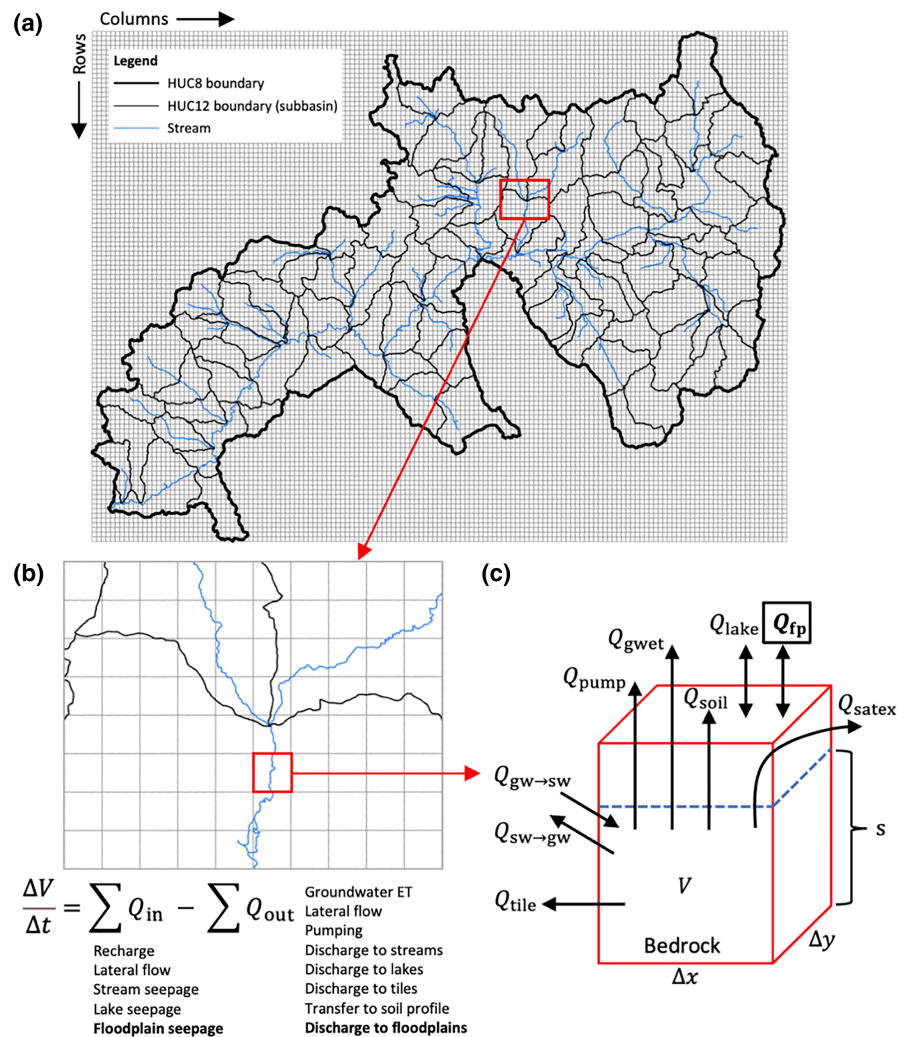 (a)
Columns
Rows
Legend
HUC8 boundary
HUC12 boundary (subbasin)
Stream
(b)
(c)
Q_lake
Q_fp
Q_gwet
Q_pump
Q_soil
Q_satex
Q_gw→sw
Q_sw→gw
S
V
Q_tile
Bedrock
Δy
Δx
ΔV/Δt = ∑ Q_in − ∑ Q_out
Recharge
Lateral flow
Stream seepage
Lake seepage
Floodplain seepage
Groundwater ET
Lateral flow
Pumping
Discharge to streams
Discharge to lakes
Discharge to tiles
Transfer to soil profile
Discharge to floodplains